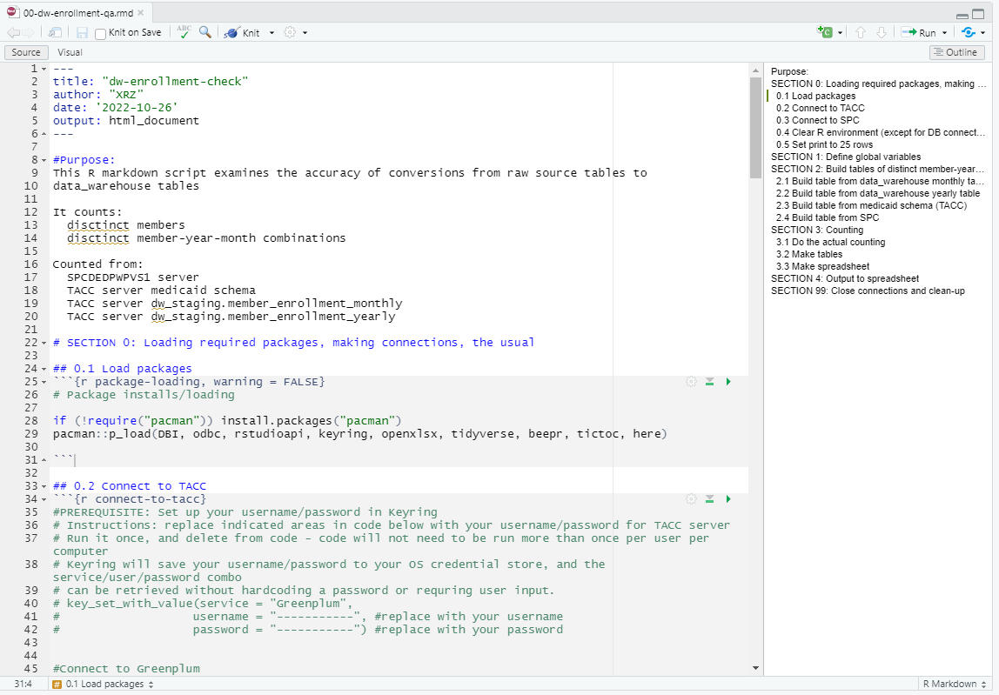 00-dw-enrollment-qa.rmd
Knit on Save
ABC
Knit
Run
Source
Visual
Outline
1 ---
2 title: "dw-enrollment-check"
3 author: "XRZ"
4 date: '2022-10-26'
5 output: html_document
6 ---
7
8 #Purpose:
9 This R markdown script examines the accuracy of conversions from raw source tables to
10 data_warehouse tables
11
12 It counts:
13 disctinct members
14 disctinct member-year-month combinations
15
16 Counted from:
17 SPCDEDPWPVS1 server
18 TACC server medicaid schema
19 TACC server dw_staging.member_enrollment_monthly
20 TACC server dw_staging.member_enrollment_yearly
21
22 # SECTION 0: Loading required packages, making connections, the usual
23
24 ## 0.1 Load packages
25 ```{r package-loading, warning = FALSE}
26 # Package installs/loading
27
28 if (!require("pacman")) install.packages("pacman")
29 pacman::p_load(DBI, odbc, rstudioapi, keyring, openxlsx, tidyverse, beepr, tictoc, here)
30
31 ```
32
33 ## 0.2 Connect to TACC
34 ```{r connect-to-tacc}
35 #PREREQUISITE: Set up your username/password in Keyring
36 # Instructions: replace indicated areas in code below with your username/password for TACC server
37 # Run it once, and delete from code - code will not need to be run more than once per user per
computer
38 # Keyring will save your username/password to your OS credential store, and the
service/user/password combo
39 # can be retrieved without hardcoding a password or requring user input.
40 # key_set_with_value(service = "Greenplum",
41 # username = "-----------", #replace with your username
42 # password = "-----------") #replace with your password
43
44
45 #Connect to Greenplum
Purpose:
SECTION 0: Loading required packages, making ...
0.1 Load packages
0.2 Connect to TACC
0.3 Connect to SPC
0.4 Clear R environment (except for DB connect...
0.5 Set print to 25 rows
SECTION 1: Define global variables
SECTION 2: Build tables of distinct member-year...
2.1 Build table from data_warehouse monthly ta...
2.2 Build table from data_warehouse yearly table
2.3 Build table from medicaid schema (TACC)
2.4 Build table from SPC
SECTION 3: Counting
3.1 Do the actual counting
3.2 Make tables
3.3 Make spreadsheet
SECTION 4: Output to spreadsheet
SECTION 99: Close connections and clean-up
31:4
# 0.1 Load packages
R Markdown